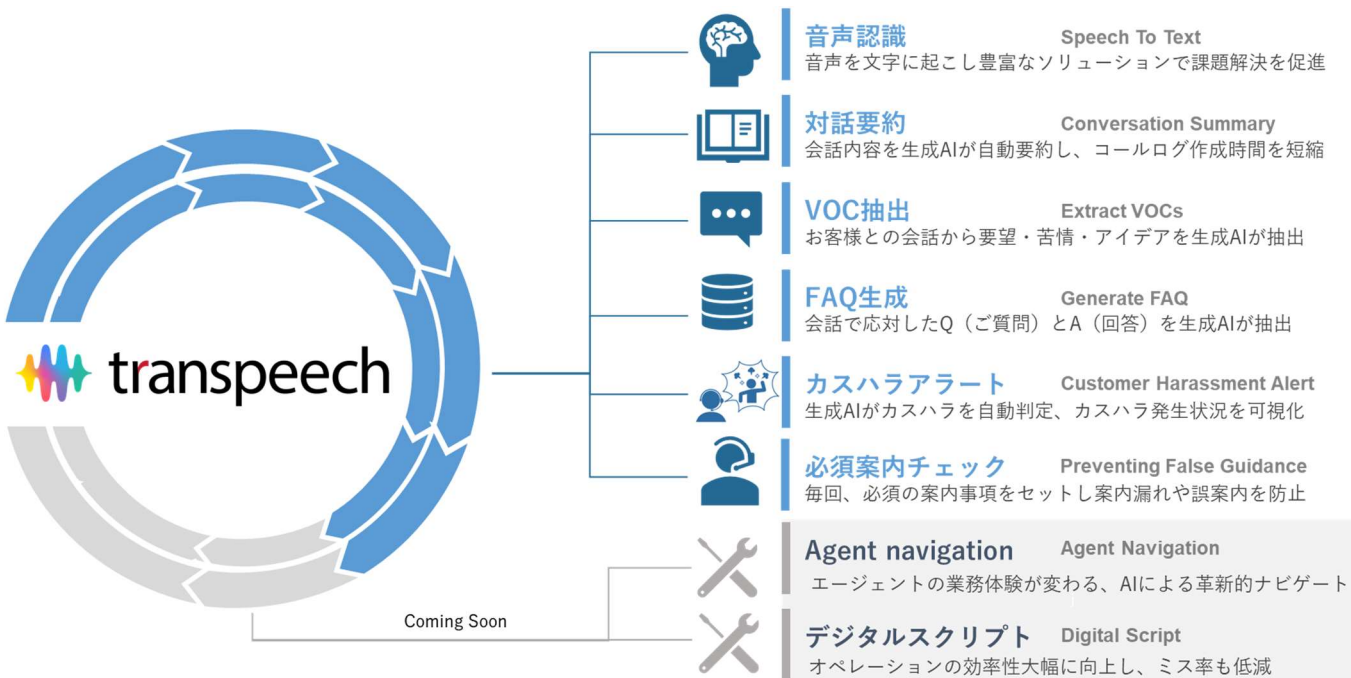 音声認識 Speech To Text
音声を文字に起こし豊富なソリューションで課題解決を促進
対話要約 Conversation Summary
会話内容を生成AIが自動要約し、コールログ作成時間を短縮
VOC抽出 Extract VOCs
お客様との会話から要望・苦情・アイデアを生成AIが抽出
FAQ生成 Generate FAQ
会話で応対したQ（ご質問）とA（回答）を生成AIが抽出
transpeech
カスハラアラート Customer Harassment Alert
生成AIがカスハラを自動判定、カスハラ発生状況を可視化
必須案内チェック Preventing False Guidance
毎回、必須の案内事項をセットし案内漏れや誤案内を防止
Agent navigation Agent Navigation
エージェントの業務体験が変わる、AIによる革新的ナビゲート
Coming Soon
デジタルスクリプト Digital Script
オペレーションの効率性大幅に向上し、ミス率も低減